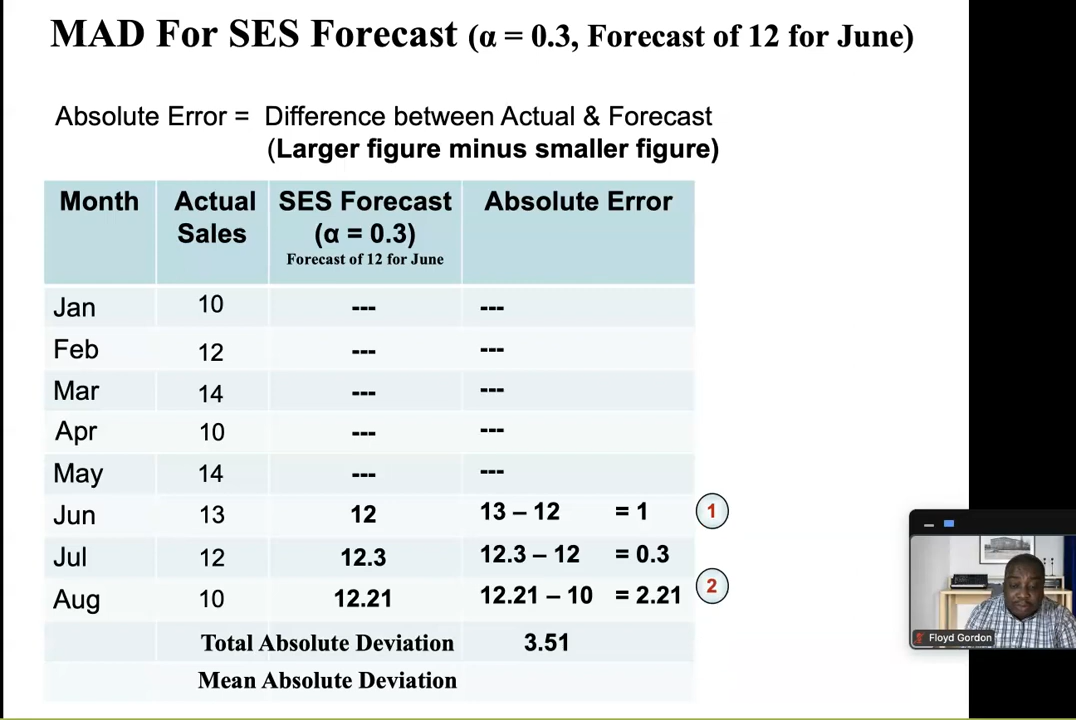 MAD For SES Forecast (α = 0.3, Forecast of 12 for June)
Absolute Error = Difference between Actual & Forecast
(Larger figure minus smaller figure)
Month Actual Sales SES Forecast (α = 0.3) Forecast of 12 for June Absolute Error
Jan 10 --- ---
Feb 12 --- ---
Mar 14 --- ---
Apr 10 --- ---
May 14 --- ---
Jun 13 12 13 – 12 = 1 1
Jul 12 12.3 12.3 – 12 = 0.3
Aug 10 12.21 12.21 – 10 = 2.21 2
Total Absolute Deviation 3.51
Mean Absolute Deviation
Floyd Gordon